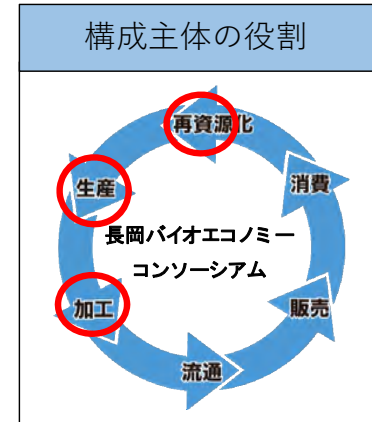 構成主体の役割
再資源化
生産
消費
長岡バイオエコノミー
コンソーシアム
加工
販売
流通